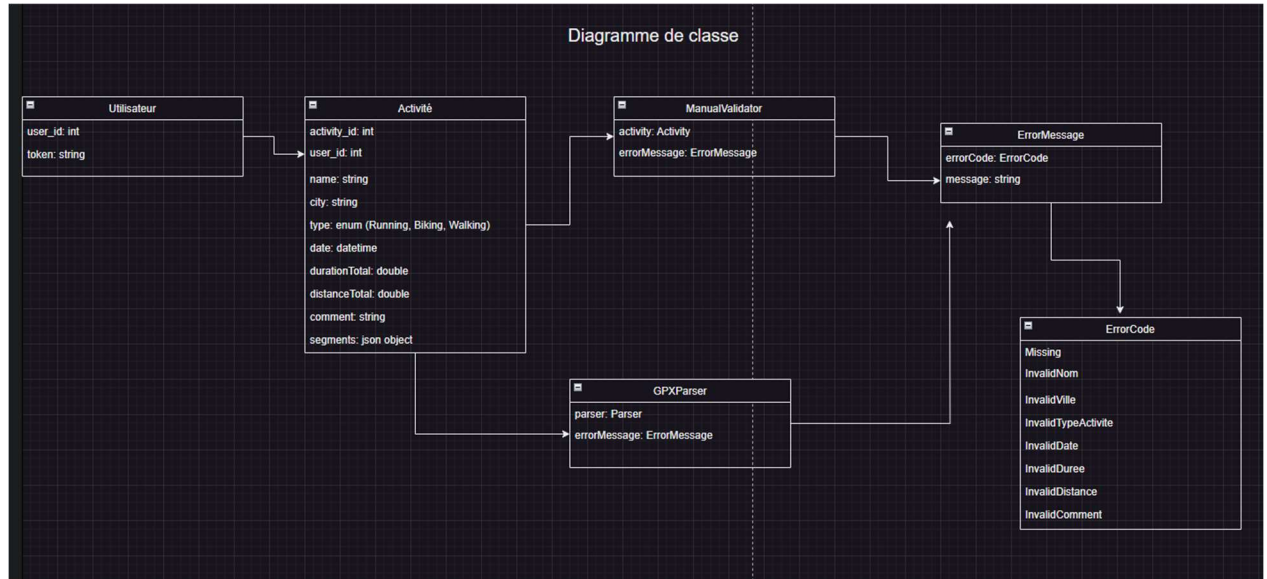 Diagramme de classe
Utilisateur
user_id: int
token: string
Activité
activity_id: int
user_id: int
name: string
city: string
type: enum (Running, Biking, Walking)
date: datetime
durationTotal: double
distanceTotal: double
comment: string
segments: json object
ManualValidator
activity: Activity
errorMessage: ErrorMessage
ErrorMessage
errorCode: ErrorCode
message: string
GPXParser
parser: Parser
errorMessage: ErrorMessage
ErrorCode
Missing
InvalidNom
InvalidVille
InvalidTypeActivite
InvalidDate
InvalidDuree
InvalidDistance
InvalidComment